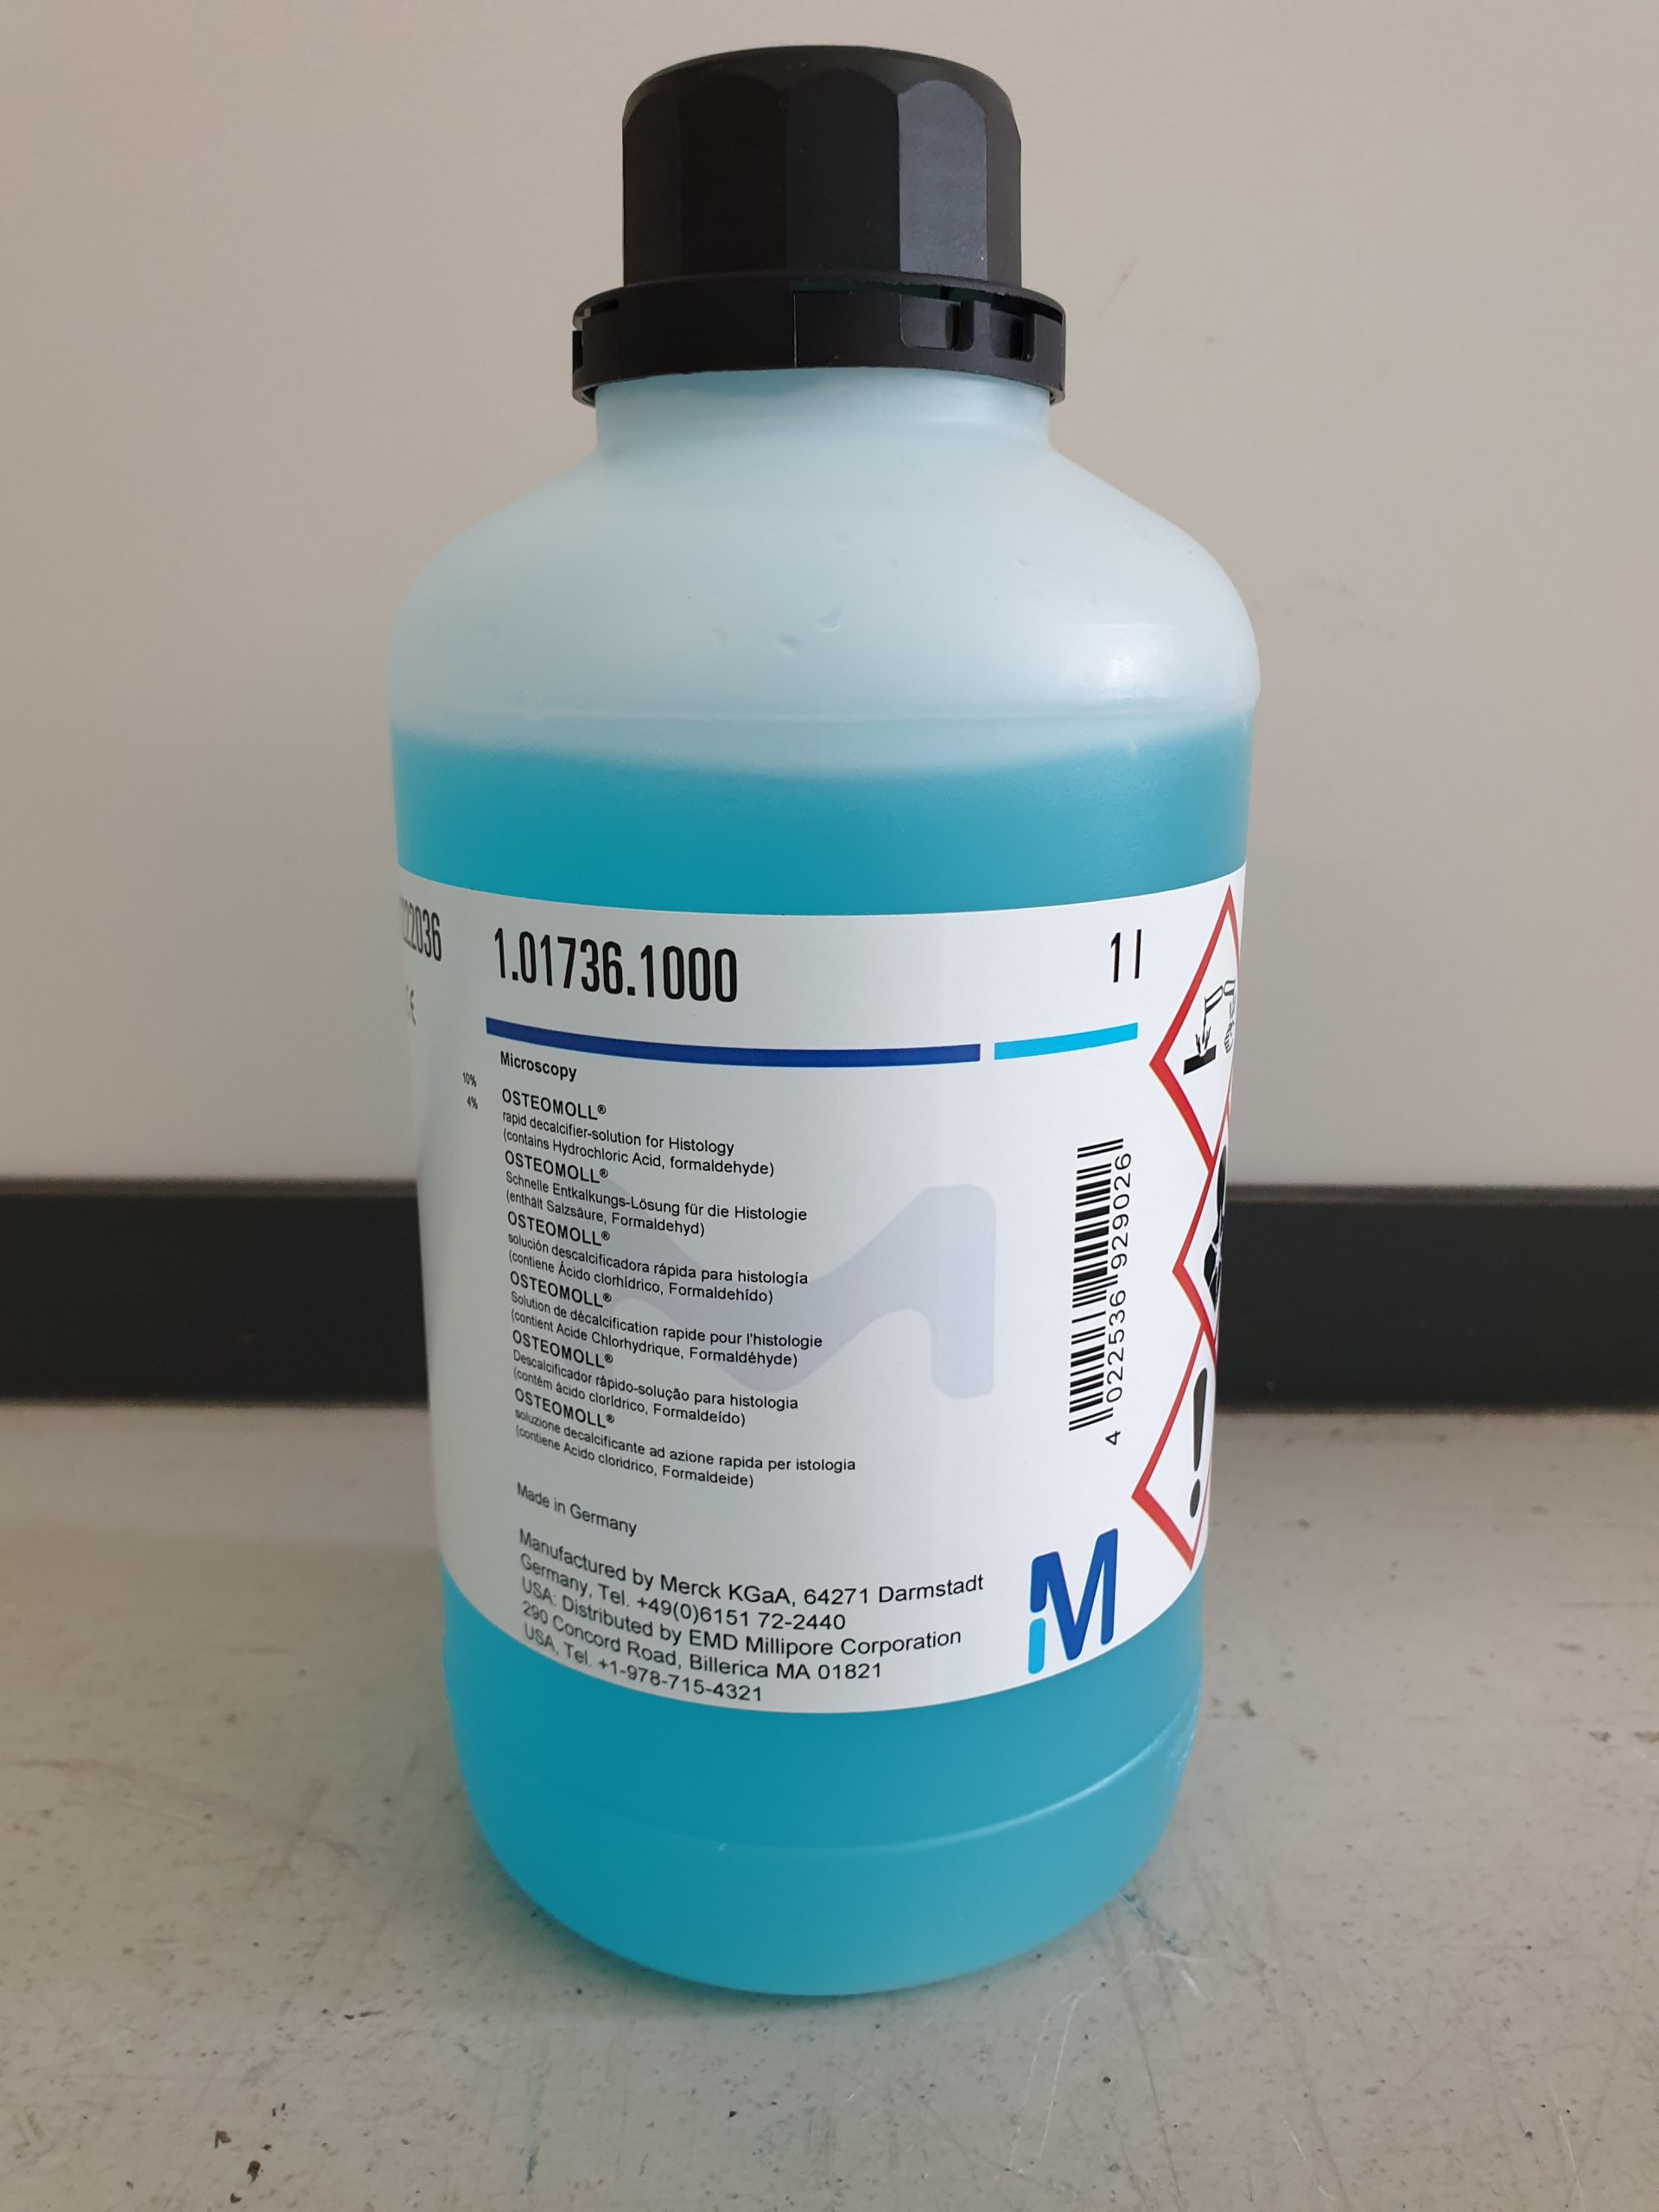 22036
1.01736.1000
1 l
10%
4%
Microscopy
OSTEOMOLL®
rapid decalcifier-solution for Histology
(contains Hydrochloric Acid, formaldehyde)
OSTEOMOLL®
Schnelle Entkalkungs-Lösung für die Histologie
(enthält Salzsäure, Formaldehyd)
OSTEOMOLL®
solución descalcificadora rápida para histología
(contiene Ácido clorhídrico, Formaldehído)
OSTEOMOLL®
Solution de décalcification rapide pour l'histologie
(contient Acide Chlorhydrique, Formaldéhyde)
OSTEOMOLL®
Descalcificador rápido-solução para histologia
(contém ácido clorídrico, Formaldeído)
OSTEOMOLL®
soluzione decalcificante ad azione rapida per istologia
(contiene Acido cloridrico, Formaldeide)
Made in Germany
Manufactured by Merck KGaA, 64271 Darmstadt
Germany, Tel. +49(0)6151 72-2440
USA: Distributed by EMD Millipore Corporation
290 Concord Road, Billerica MA 01821
USA, Tel. +1-978-715-4321
4 022536 929026
M